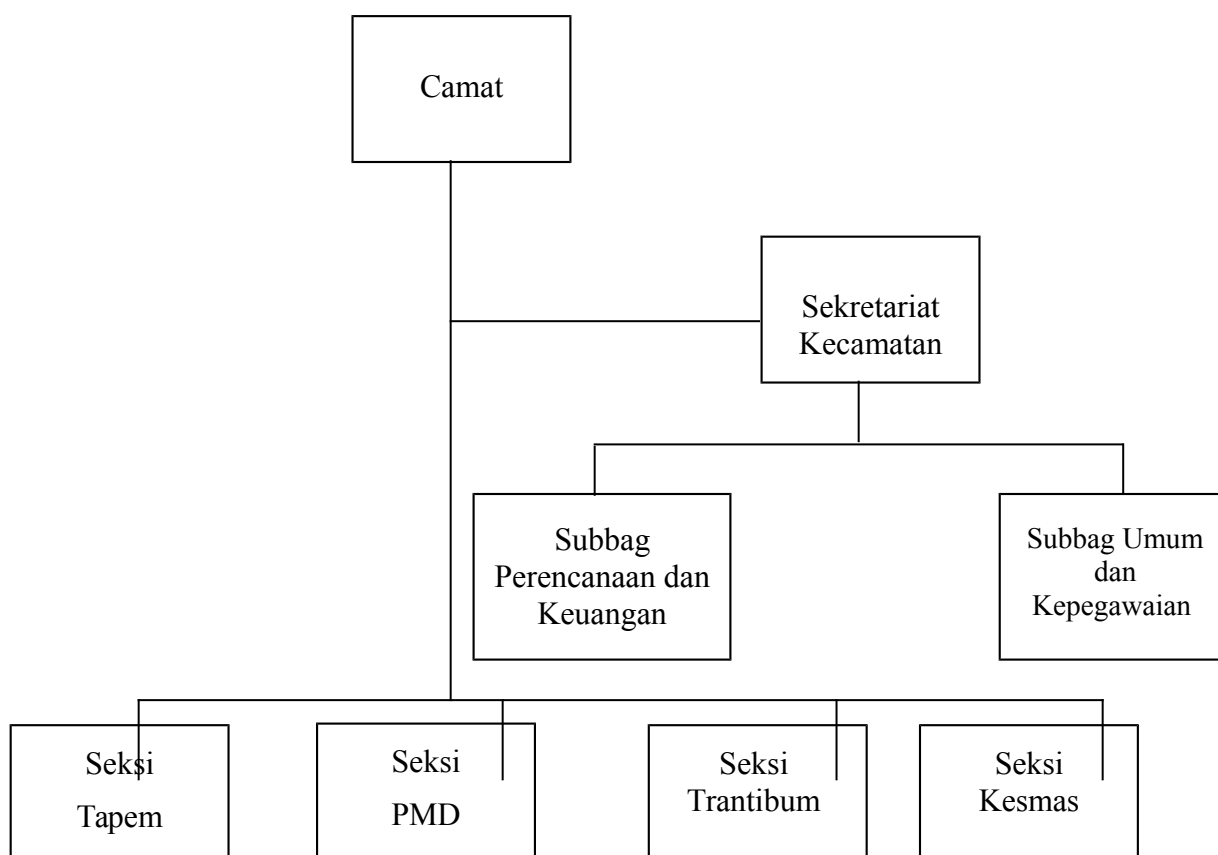 Camat
Sekretariat
Kecamatan
Subbag
Perencanaan dan
Keuangan
Subbag Umum
dan
Kepegawaian
Seksi
Tapem
Seksi
PMD
Seksi
Trantibum
Seksi
Kesmas